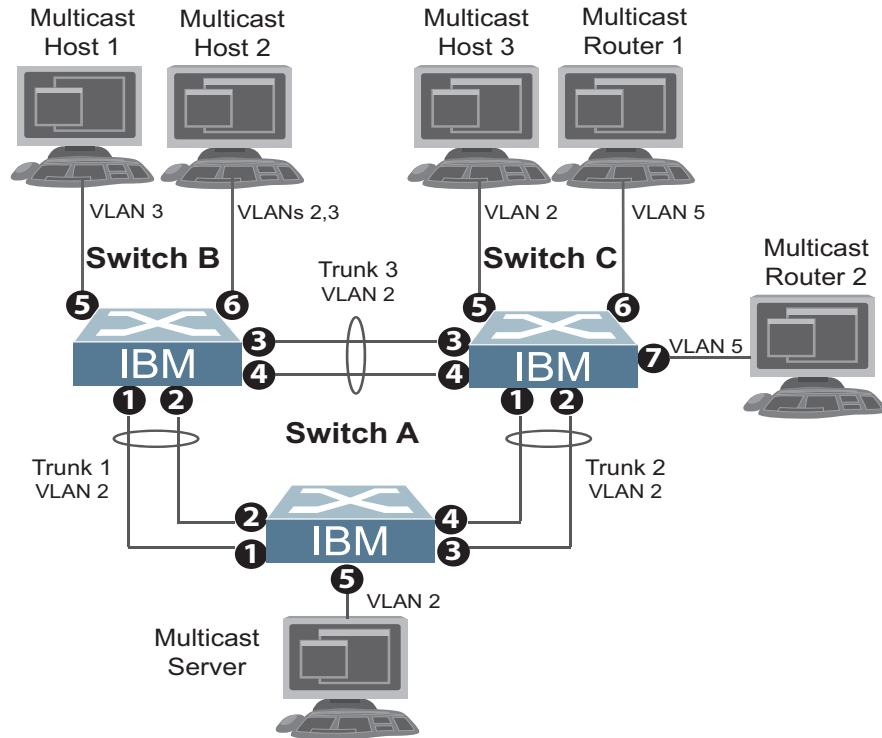 Multicast
Host 1
Multicast
Host 2
Multicast
Host 3
Multicast
Router 1
VLAN 3
VLANs 2,3
VLAN 2
VLAN 5
Switch B
Trunk 3
VLAN 2
Switch C
Multicast
Router 2
5
6
5
6
3
3
7
VLAN 5
IBM
4
4
IBM
1
2
1
2
Switch A
Trunk 1
VLAN 2
Trunk 2
VLAN 2
2
4
IBM
1
3
5
VLAN 2
Multicast
Server